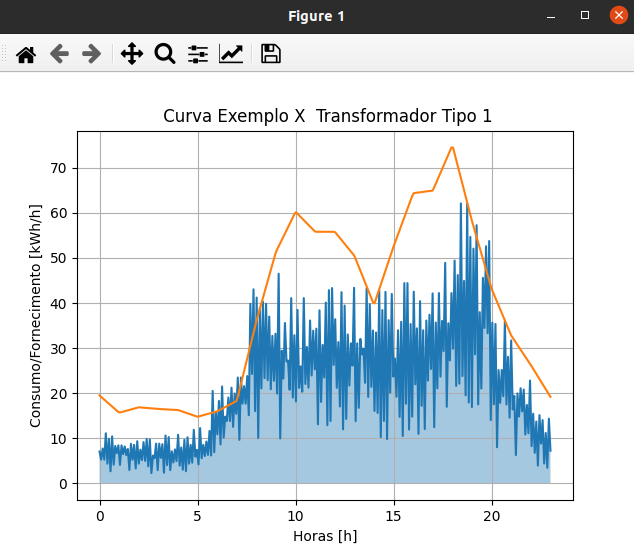 Figure 1
Curva Exemplo X  Transformador Tipo 1
Consumo/Fornecimento [kWh/h]
70
60
50
40
30
20
10
0
0 5 10 15 20
Horas [h]